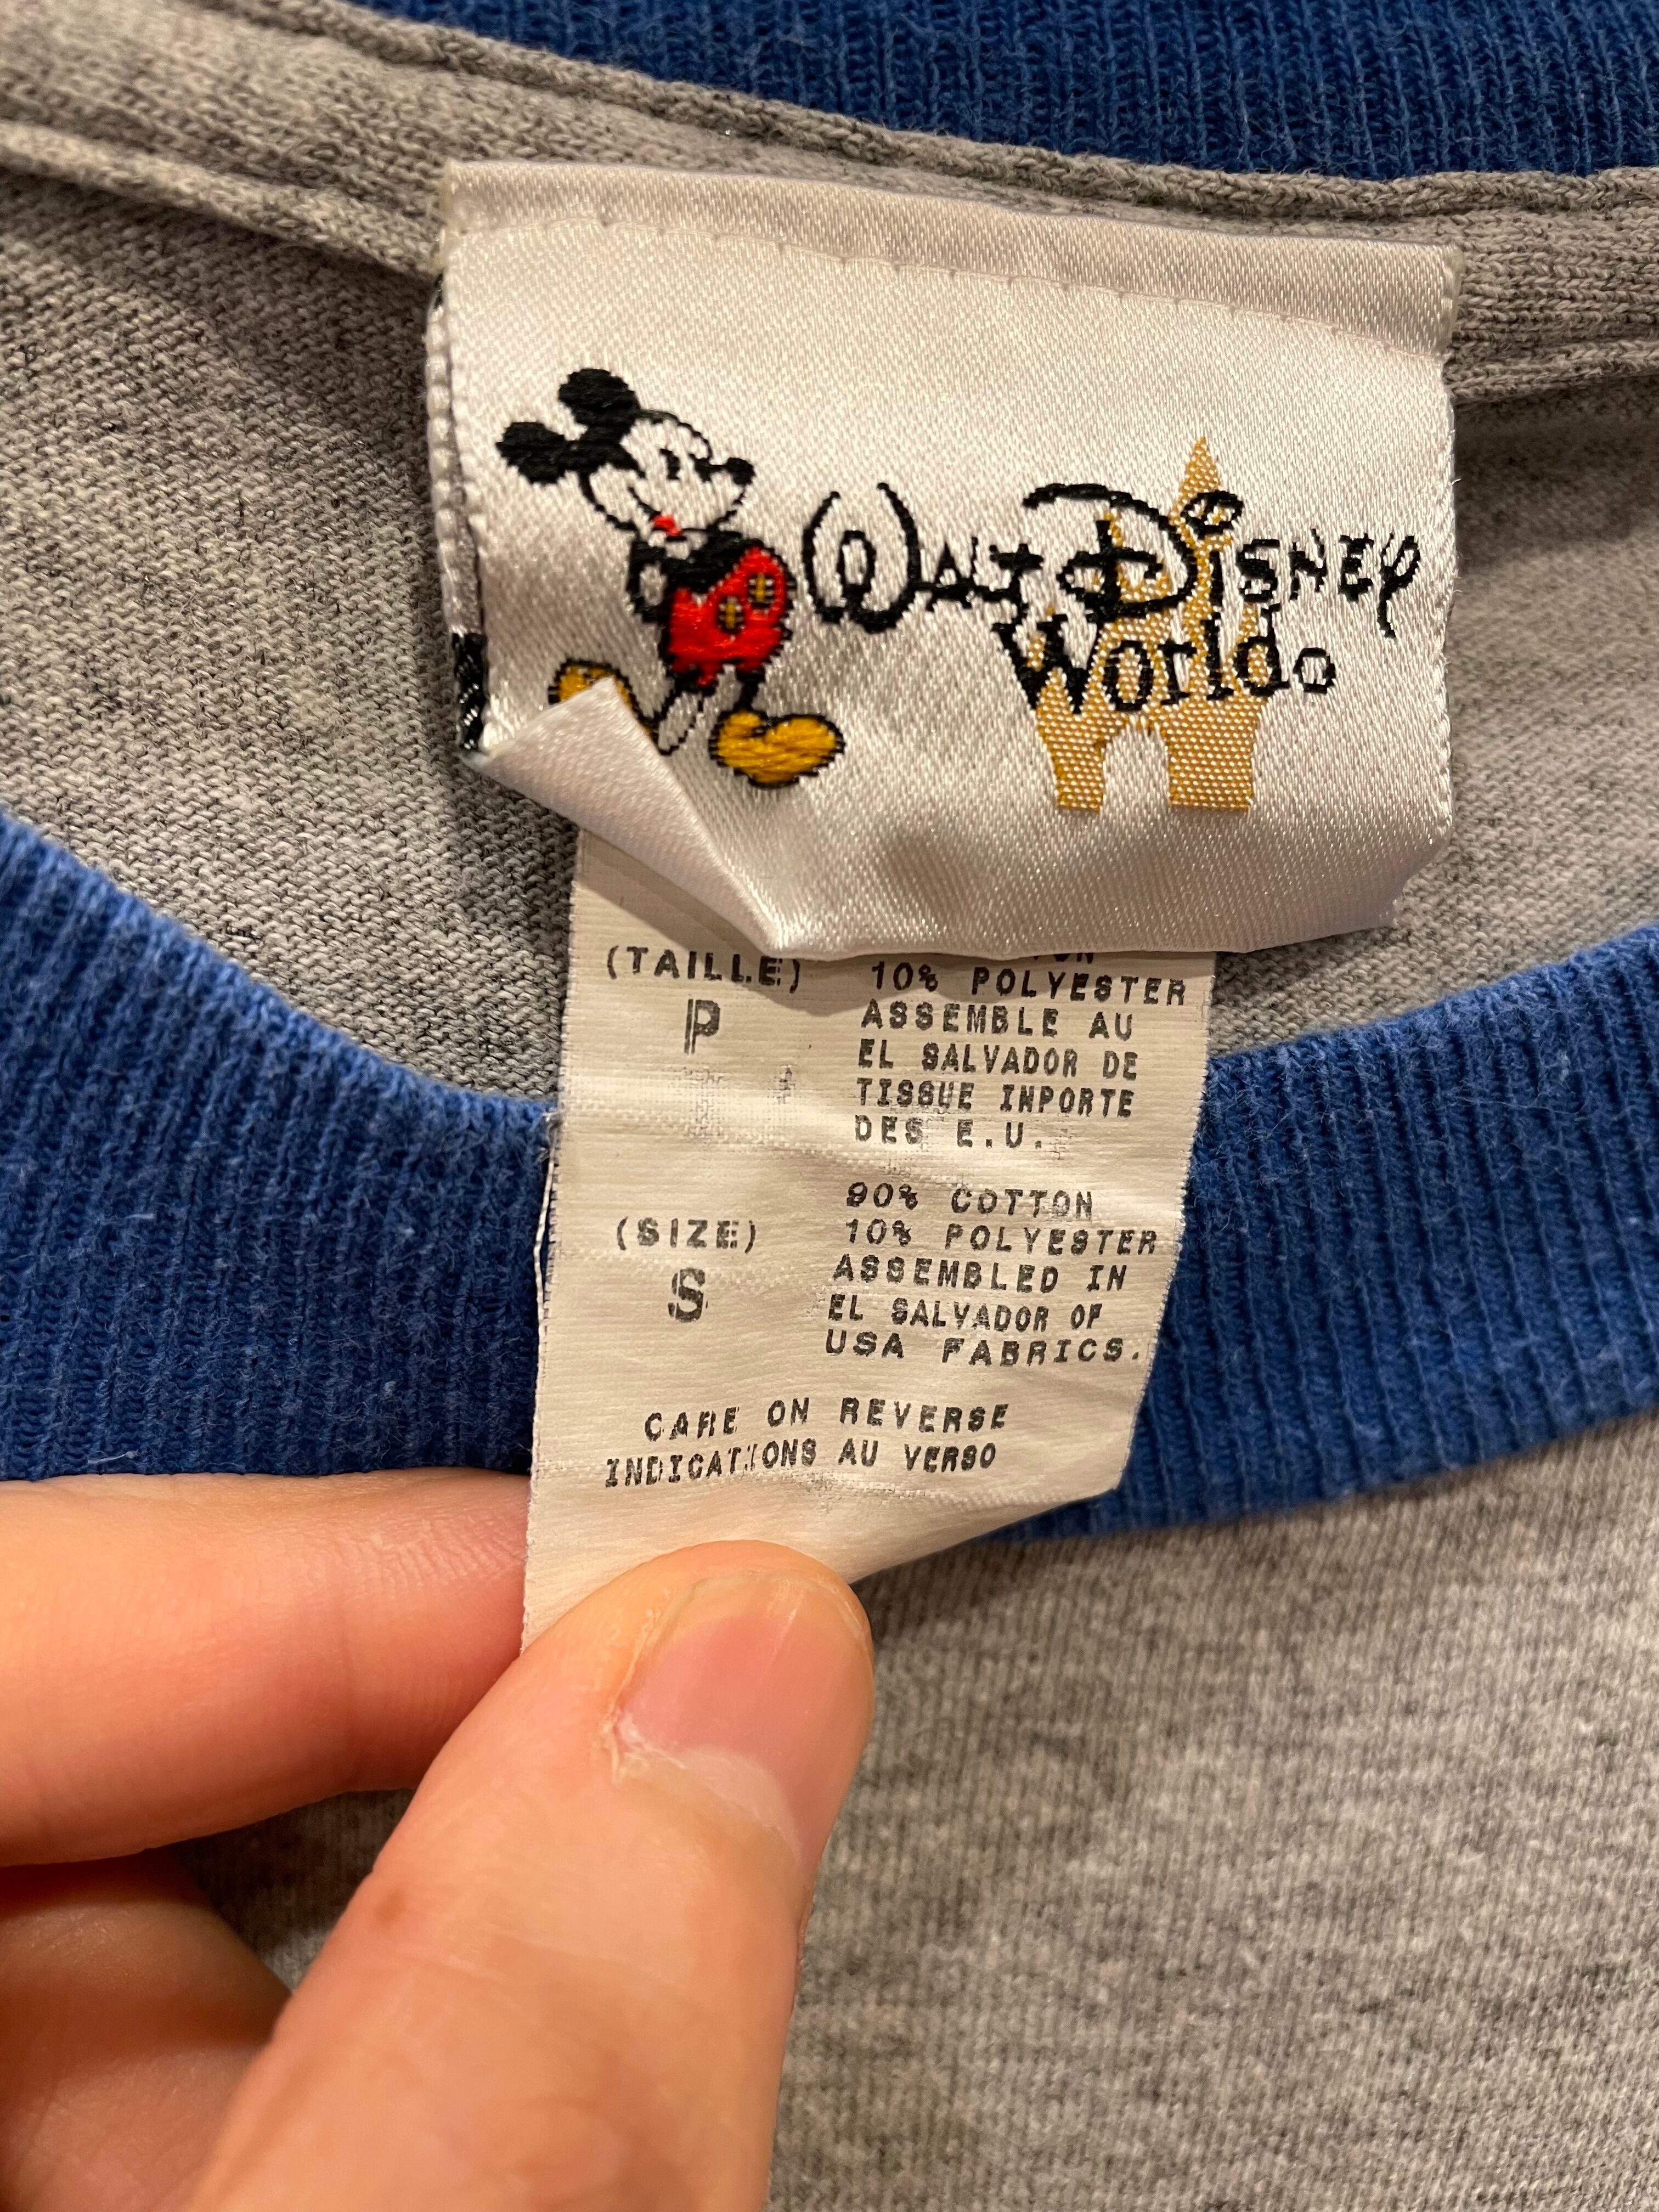 Walt Disney
World
(TAILLE)
P
10% POLYESTER
ASSEMBLE AU
EL SALVADOR DE
TISSUE INPORTE
DES E.U.
(SIZE)
S
90% COTTON
10% POLYESTER
ASSEMBLED IN
EL SALVADOR OF
USA FABRICS.
CARE ON REVERSE
INDICATIONS AU VERSO